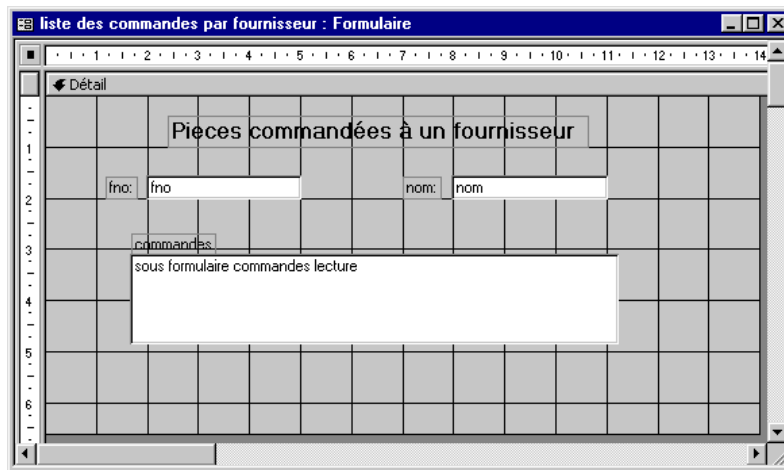 liste des commandes par fournisseur : Formulaire
1 2 3 4 5 6 7 8 9 10 11 12 13 14
Détail
Pieces commandées à un fournisseur
1
fno: fno nom: nom
2
commandes
3
sous formulaire commandes lecture
4
5
6